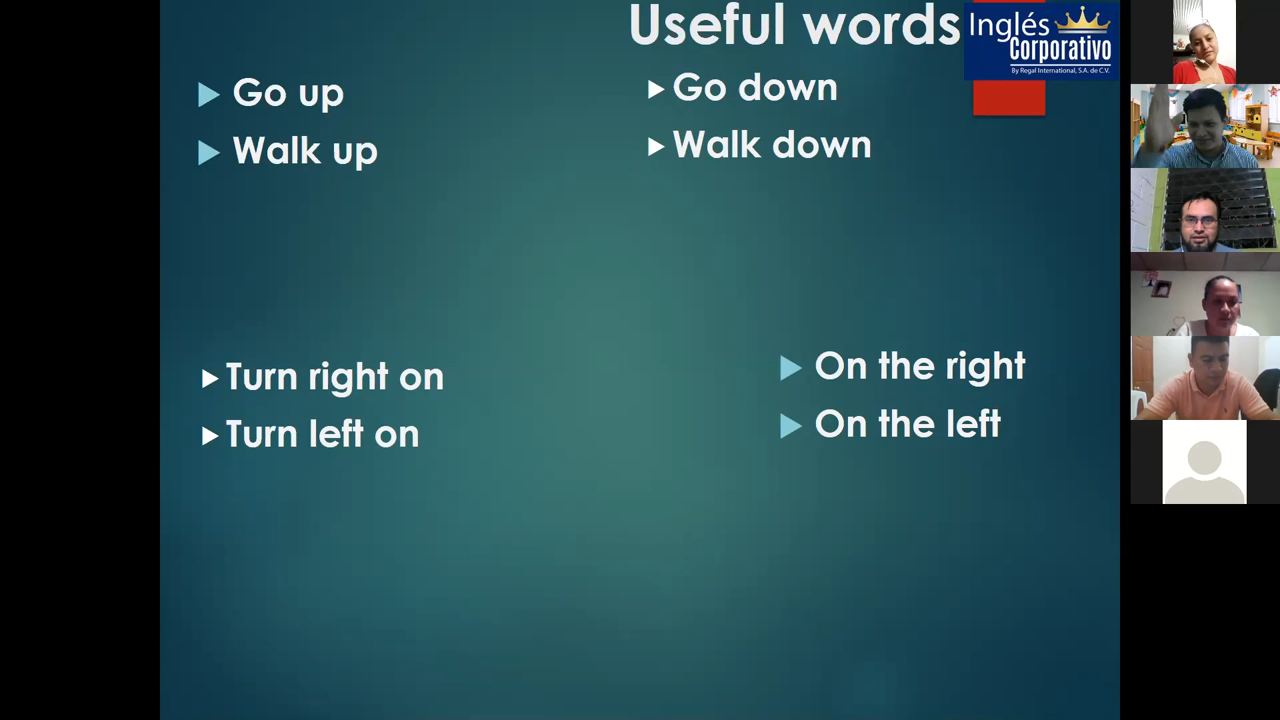 Useful words
Inglés
Corporativo
By Regal International, S.A. de C.V.
Go up
Walk up
Go down
Walk down
Turn right on
Turn left on
On the right
On the left